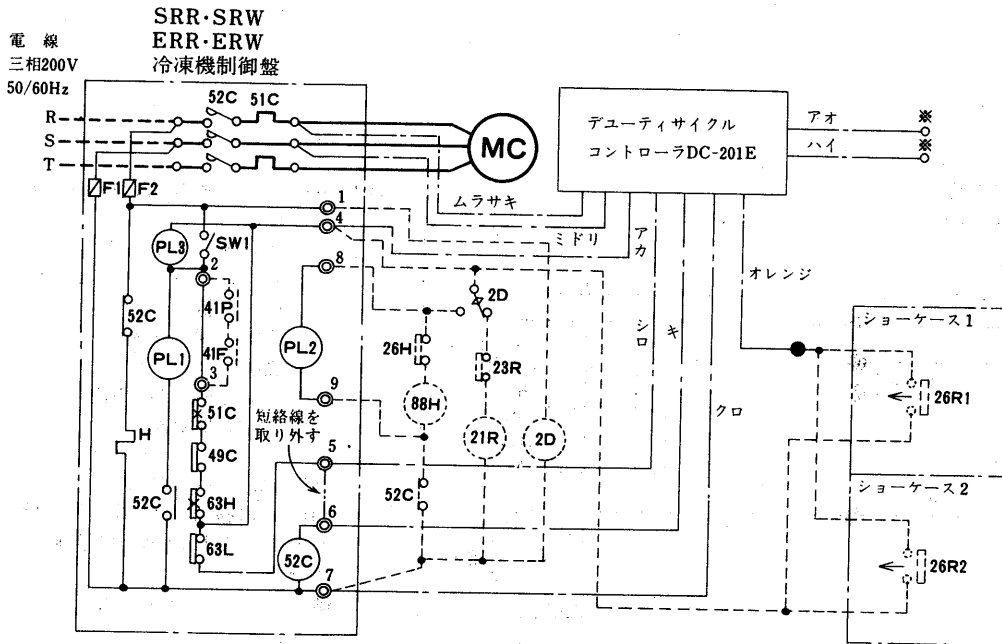 SRR・SRW
ERR・ERW
冷凍機制御盤
電 線
三相200V
50/60Hz
R
S
T
52C
51C
MC
デューティサイクル
コントローラDC-201E
アオ
※
ハイ
※
F1
F2
1
4
ムラサキ
ミドリ
アカ
オレンジ
PL3
SW1
2
8
2D
52C
41P
41F
PL1
PL2
26H
23R
シロ
キ
クロ
ショーケース1
26R1
3
9
88H
51C
短絡線を
取り外す
H
49C
5
21R
2D
52C
63H
52C
ショーケース2
6
63L
52C
26R2
7